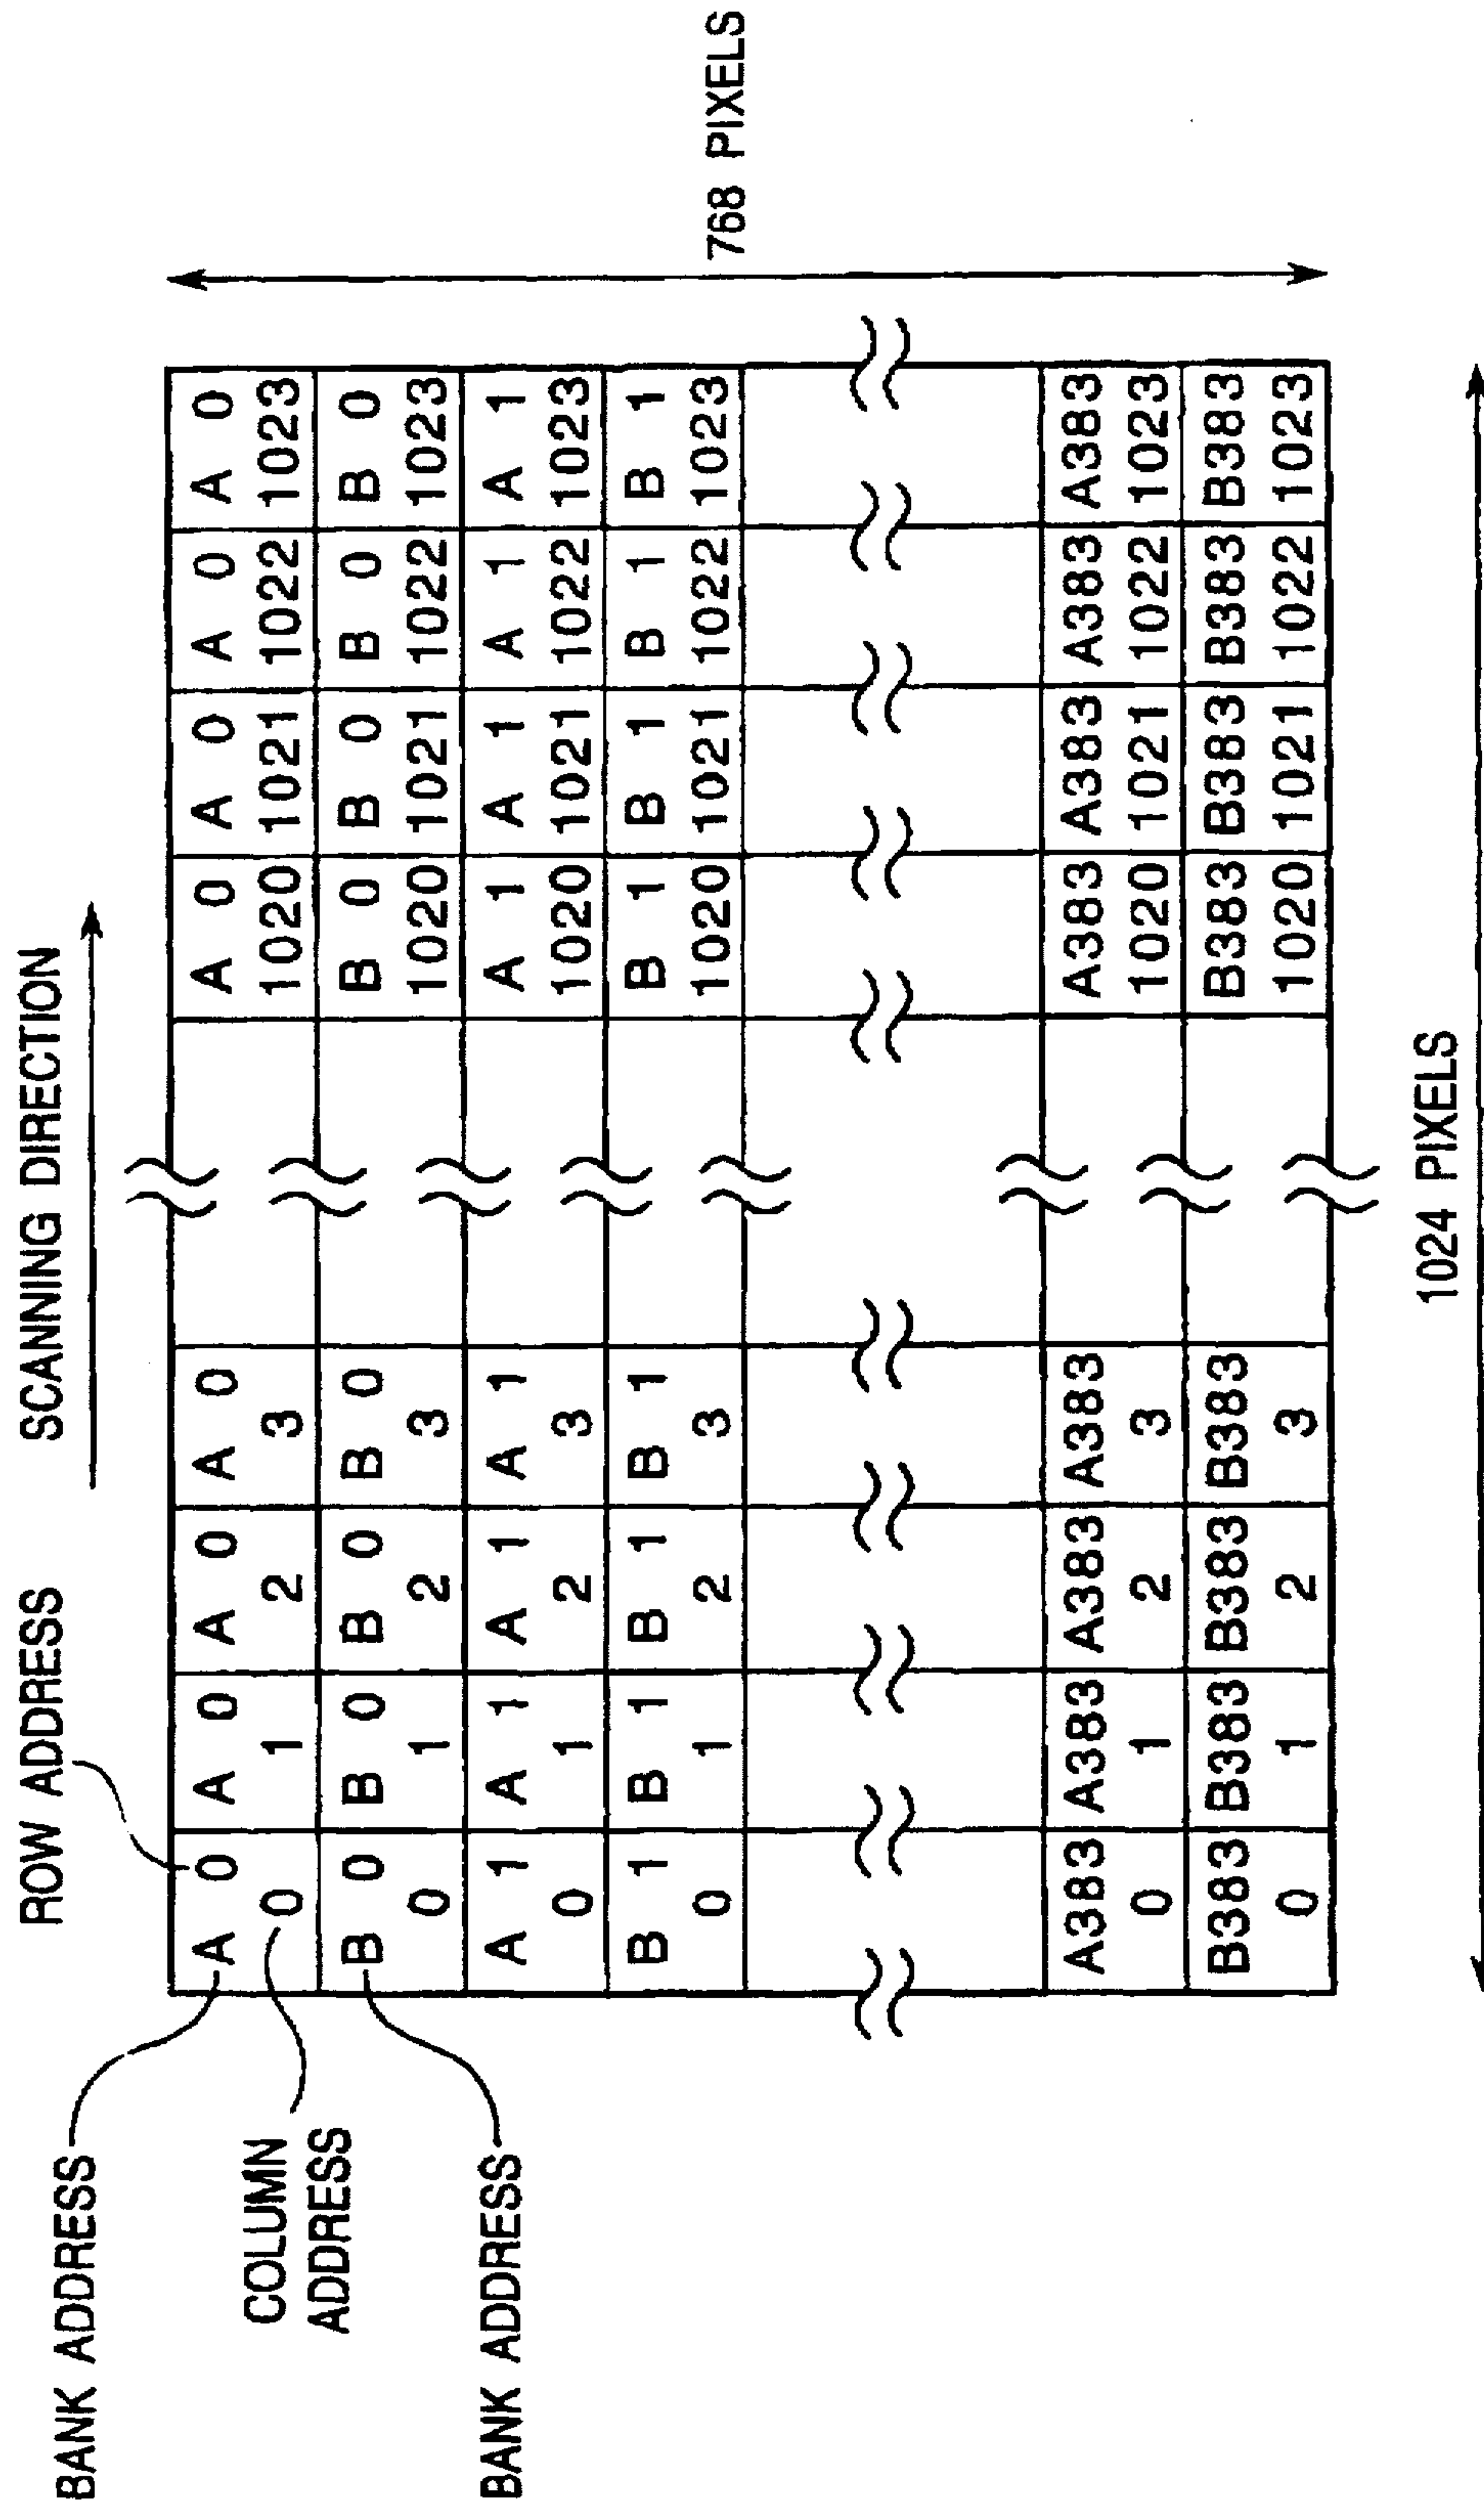 ROW ADDRESS
SCANNING DIRECTION
BANK ADDRESS
COLUMN
ADDRESS
BANK ADDRESS
A 0 A 0 A 0 A 0 A 0 A 0 A 0 A 0
0 1 2 3 1020 1021 1022 1023
B 0 B 0 B 0 B 0 B 0 B 0 B 0 B 0
0 1 2 3 1020 1021 1022 1023
A 1 A 1 A 1 A 1 A 1 A 1 A 1 A 1
0 1 2 3 1020 1021 1022 1023
B 1 B 1 B 1 B 1 B 1 B 1 B 1 B 1
0 1 2 3 1020 1021 1022 1023
768 PIXELS
A383 A383 A383 A383 A383 A383 A383 A383
0 1 2 3 1020 1021 1022 1023
B383 B383 B383 B383 B383 B383 B383 B383
0 1 2 3 1020 1021 1022 1023
1024 PIXELS